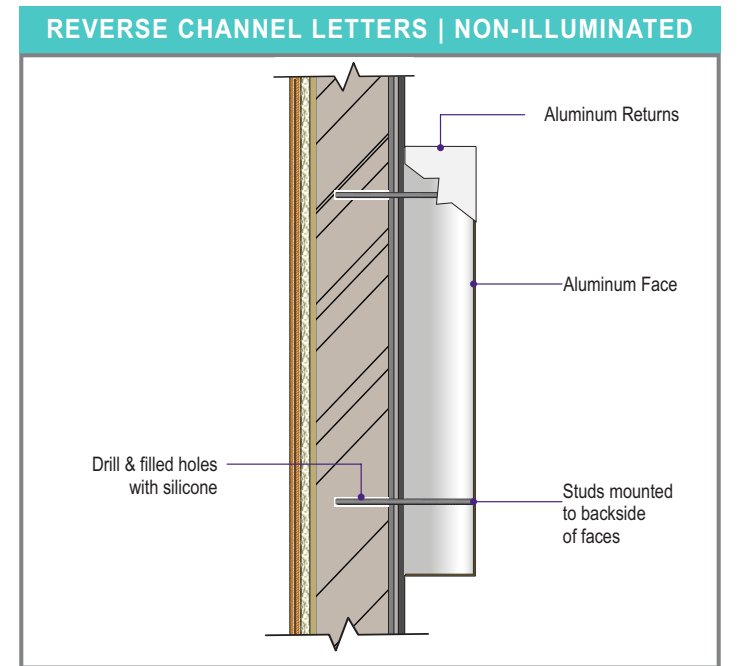 REVERSE CHANNEL LETTERS | NON-ILLUMINATED
Aluminum Returns
Aluminum Face
Drill & filled holes
with silicone
Studs mounted
to backside
of faces